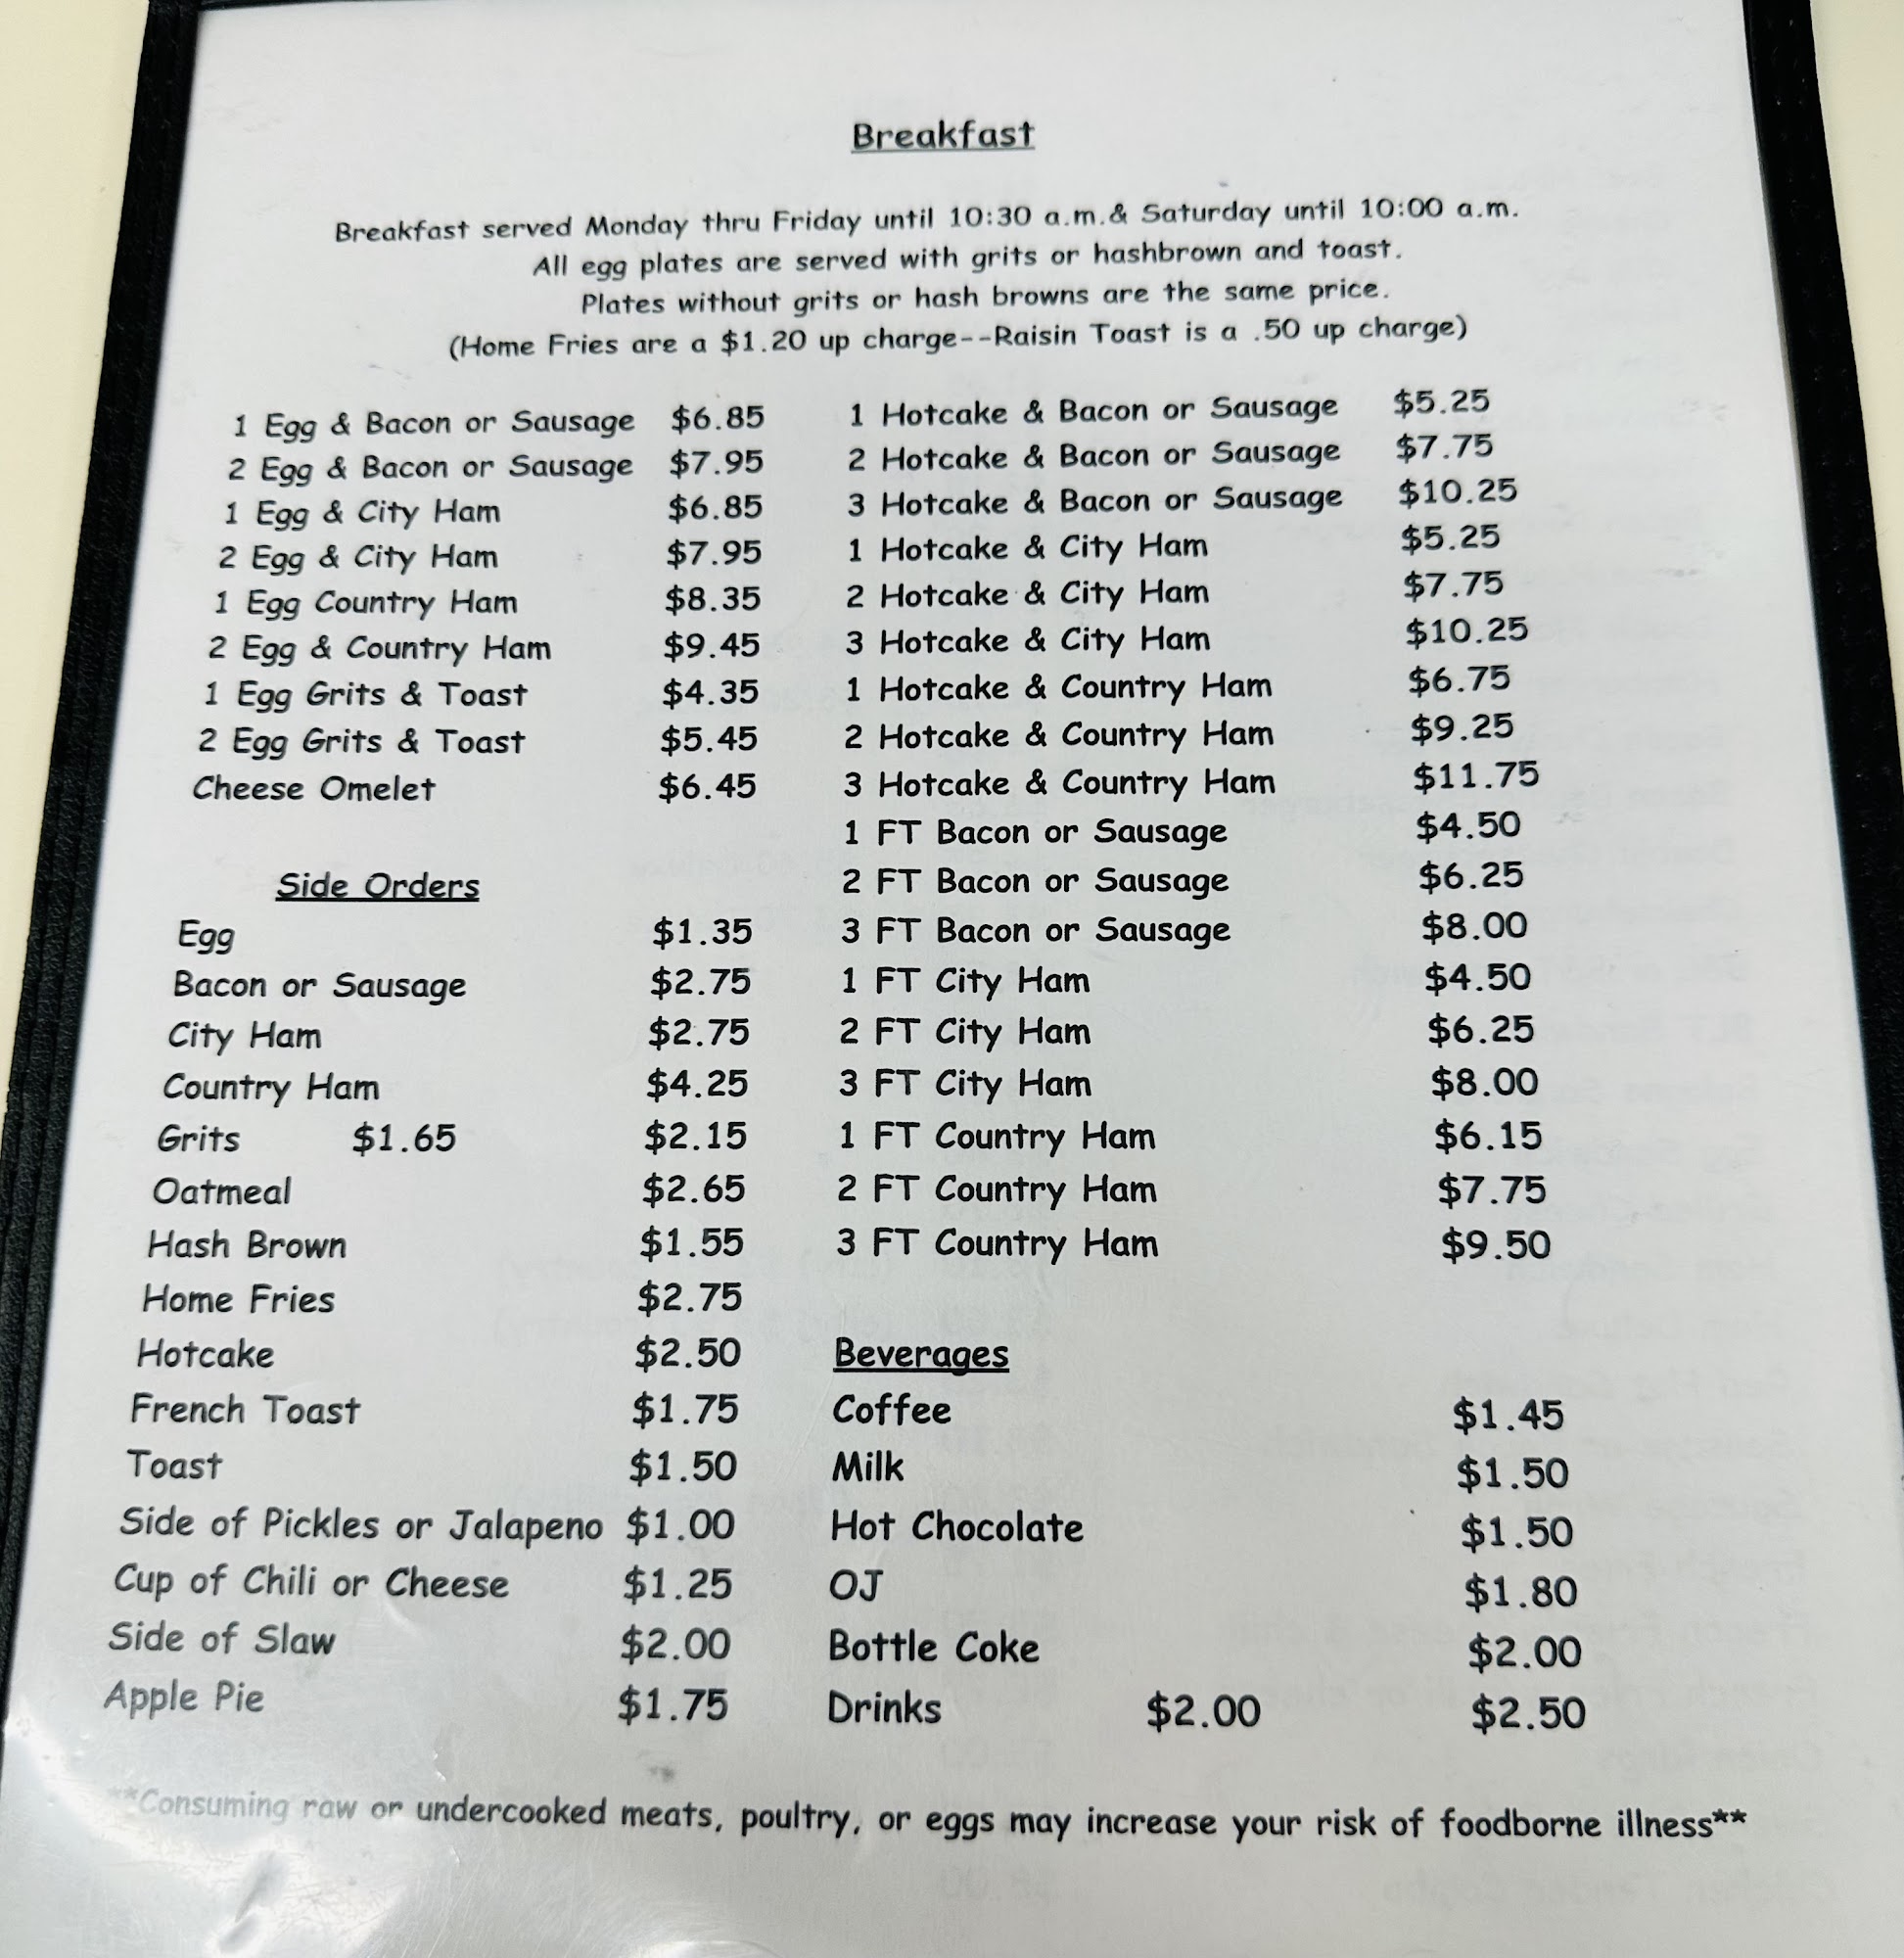 Breakfast
Breakfast served Monday thru Friday until 10:30 a.m.& Saturday until 10:00 a.m.
All egg plates are served with grits or hashbrown and toast.
Plates without grits or hash browns are the same price.
(Home Fries are a $1.20 up charge--Raisin Toast is a .50 up charge)
1 Egg & Bacon or Sausage $6.85
2 Egg & Bacon or Sausage $7.95
1 Egg & City Ham $6.85
2 Egg & City Ham $7.95
1 Egg Country Ham $8.35
2 Egg & Country Ham $9.45
1 Egg Grits & Toast $4.35
2 Egg Grits & Toast $5.45
Cheese Omelet $6.45
Side Orders
Egg $1.35
Bacon or Sausage $2.75
City Ham $2.75
Country Ham $4.25
Grits $1.65 $2.15
Oatmeal $2.65
Hash Brown $1.55
Home Fries $2.75
Hotcake $2.50
French Toast $1.75
Toast $1.50
Side of Pickles or Jalapeno $1.00
Cup of Chili or Cheese $1.25
Side of Slaw $2.00
Apple Pie $1.75
1 Hotcake & Bacon or Sausage $5.25
2 Hotcake & Bacon or Sausage $7.75
3 Hotcake & Bacon or Sausage $10.25
1 Hotcake & City Ham $5.25
2 Hotcake & City Ham $7.75
3 Hotcake & City Ham $10.25
1 Hotcake & Country Ham $6.75
2 Hotcake & Country Ham $9.25
3 Hotcake & Country Ham $11.75
1 FT Bacon or Sausage $4.50
2 FT Bacon or Sausage $6.25
3 FT Bacon or Sausage $8.00
1 FT City Ham $4.50
2 FT City Ham $6.25
3 FT City Ham $8.00
1 FT Country Ham $6.15
2 FT Country Ham $7.75
3 FT Country Ham $9.50
Beverages
Coffee $1.45
Milk $1.50
Hot Chocolate $1.50
OJ $1.80
Bottle Coke $2.00
Drinks $2.00 $2.50
**Consuming raw or undercooked meats, poultry, or eggs may increase your risk of foodborne illness**